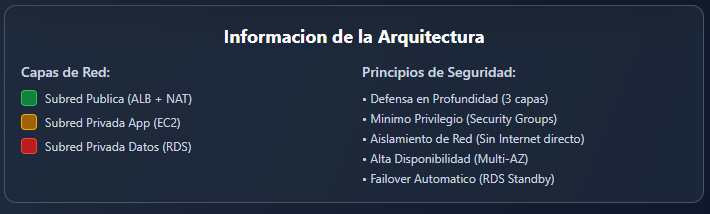 Informacion de la Arquitectura
Capas de Red:
Subred Publica (ALB + NAT)
Subred Privada App (EC2)
Subred Privada Datos (RDS)
Principios de Seguridad:
• Defensa en Profundidad (3 capas)
• Minimo Privilegio (Security Groups)
• Aislamiento de Red (Sin Internet directo)
• Alta Disponibilidad (Multi-AZ)
• Failover Automatico (RDS Standby)